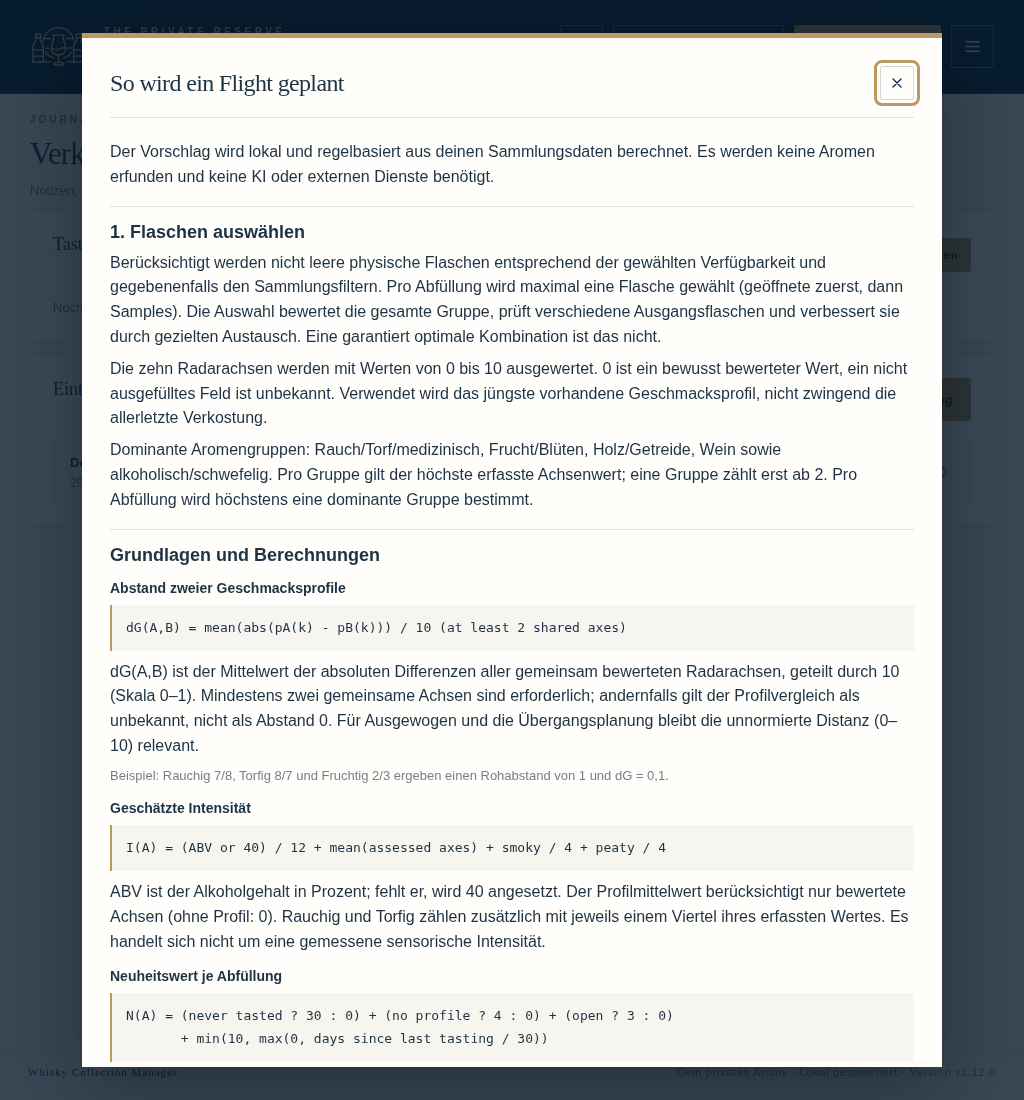 THE PRIVATE RESERVE
So wird ein Flight geplant
Der Vorschlag wird lokal und regelbasiert aus deinen Sammlungsdaten berechnet. Es werden keine Aromen
erfunden und keine KI oder externen Dienste benötigt.
1. Flaschen auswählen
Berücksichtigt werden nicht leere physische Flaschen entsprechend der gewählten Verfügbarkeit und
gegebenenfalls den Sammlungsfiltern. Pro Abfüllung wird maximal eine Flasche gewählt (geöffnete zuerst, dann
Samples). Die Auswahl bewertet die gesamte Gruppe, prüft verschiedene Ausgangsflaschen und verbessert sie
durch gezielten Austausch. Eine garantiert optimale Kombination ist das nicht.
Die zehn Radarachsen werden mit Werten von 0 bis 10 ausgewertet. 0 ist ein bewusst bewerteter Wert, ein nicht
ausgefülltes Feld ist unbekannt. Verwendet wird das jüngste vorhandene Geschmacksprofil, nicht zwingend die
allerletzte Verkostung.
Dominante Aromengruppen: Rauch/Torf/medizinisch, Frucht/Blüten, Holz/Getreide, Wein sowie
alkoholisch/schwefelig. Pro Gruppe gilt der höchste erfasste Achsenwert; eine Gruppe zählt erst ab 2. Pro
Abfüllung wird höchstens eine dominante Gruppe bestimmt.
Grundlagen und Berechnungen
Abstand zweier Geschmacksprofile
dG(A,B) = mean(abs(pA(k) - pB(k))) / 10 (at least 2 shared axes)
dG(A,B) ist der Mittelwert der absoluten Differenzen aller gemeinsam bewerteten Radarachsen, geteilt durch 10
(Skala 0–1). Mindestens zwei gemeinsame Achsen sind erforderlich; andernfalls gilt der Profilvergleich als
unbekannt, nicht als Abstand 0. Für Ausgewogen und die Übergangsplanung bleibt die unnormierte Distanz (0–
10) relevant.
Beispiel: Rauchig 7/8, Torfig 8/7 und Fruchtig 2/3 ergeben einen Rohabstand von 1 und dG = 0,1.
Geschätzte Intensität
I(A) = (ABV or 40) / 12 + mean(assessed axes) + smoky / 4 + peaty / 4
ABV ist der Alkoholgehalt in Prozent; fehlt er, wird 40 angesetzt. Der Profilmittelwert berücksichtigt nur bewertete
Achsen (ohne Profil: 0). Rauchig und Torfig zählen zusätzlich mit jeweils einem Viertel ihres erfassten Wertes. Es
handelt sich nicht um eine gemessene sensorische Intensität.
Neuheitswert je Abfüllung
N(A) = (never tasted ? 30 : 0) + (no profile ? 4 : 0) + (open ? 3 : 0)
+ min(10, max(0, days since last tasting / 30))
Whisky Collection Manager
Dein privates Archiv · Lokal gespeichert · Version v1.12.0